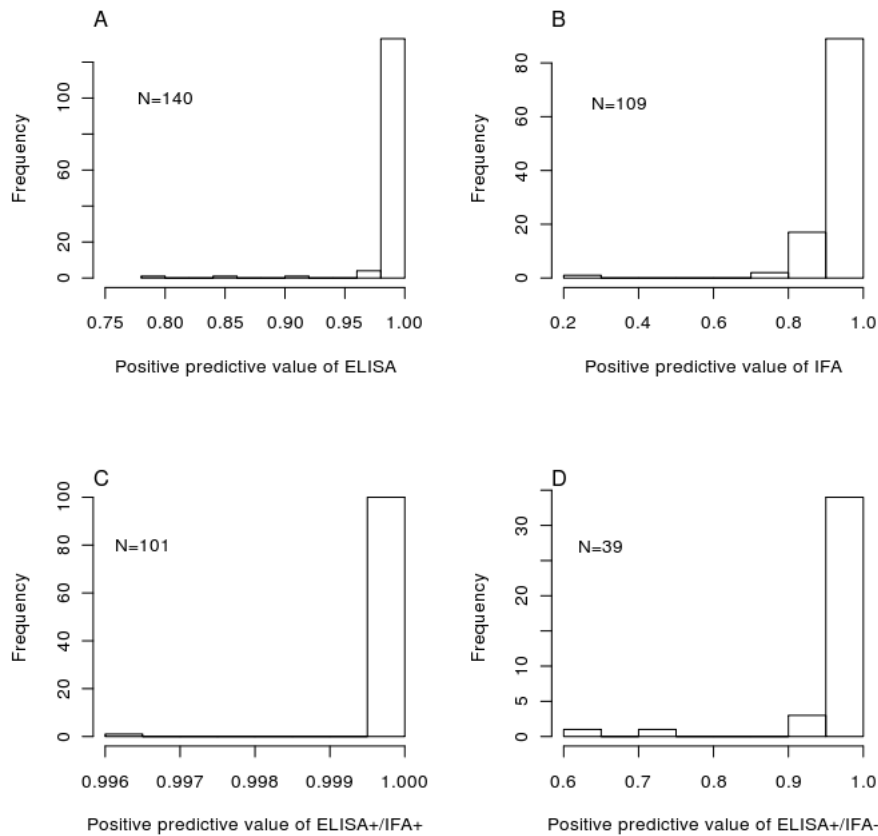 A
N=140
Frequency
0
20
60
100
0.75 0.80 0.85 0.90 0.95 1.00
Positive predictive value of ELISA
B
N=109
Frequency
0
20
40
60
80
0.2 0.4 0.6 0.8 1.0
Positive predictive value of IFA
C
N=101
Frequency
0
20
40
60
80
100
0.996 0.997 0.998 0.999 1.000
Positive predictive value of ELISA+/IFA+
D
N=39
Frequency
0
5
10
20
30
0.6 0.7 0.8 0.9 1.0
Positive predictive value of ELISA+/IFA-